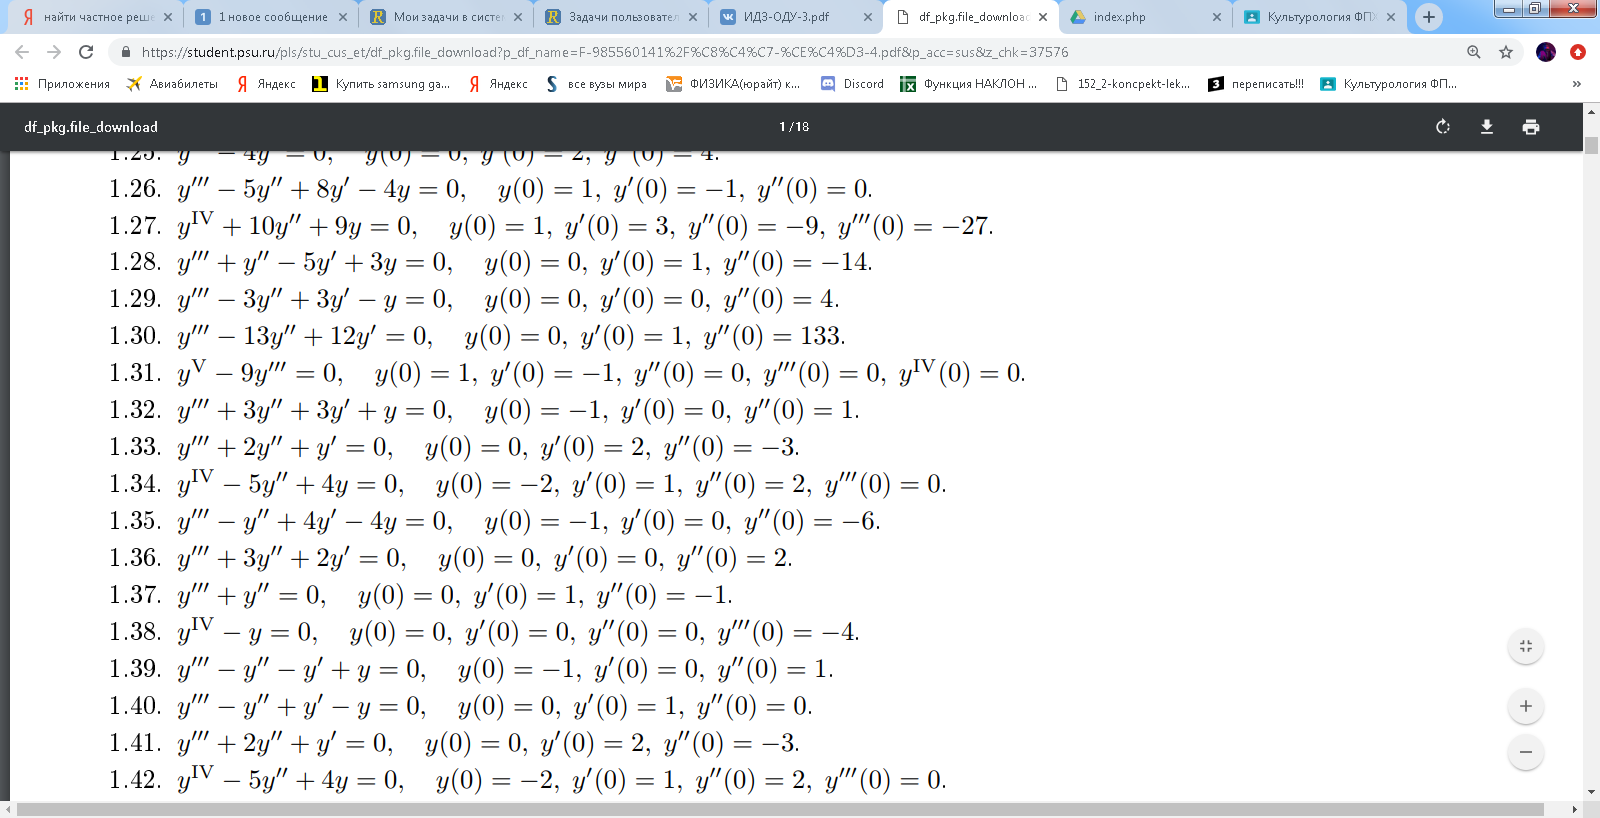 найти частное реше 1 новое сообщение Мои задачи в систе Задачи пользовател ИДЗ-ОДУ-3.pdf df_pkg.file_downloa index.php Культурология ФП
https://student.psu.ru/pls/stu_cus_et/df_pkg.file_download?p_df_name=F-985560141%2F%C8%C4%C7-%CE%C4%D3-4.pdf&p_acc=sus&z_chk=37576
Приложения Авиабилеты Яндекс Купить samsung ga... Яндекс все вузы мира ФИЗИКА(юрайт) к... Discord Функция НАКЛОН ... 152_2-koncpekt-lek... переписать!!! Культурология ФП... »
df_pkg.file_download 1 / 18
1.25. y''' − 4y' = 0, y(0) = 0, y'(0) = 2, y''(0) = 4.
1.26. y''' − 5y'' + 8y' − 4y = 0, y(0) = 1, y'(0) = −1, y''(0) = 0.
1.27. y^IV + 10y'' + 9y = 0, y(0) = 1, y'(0) = 3, y''(0) = −9, y'''(0) = −27.
1.28. y''' + y'' − 5y' + 3y = 0, y(0) = 0, y'(0) = 1, y''(0) = −14.
1.29. y''' − 3y'' + 3y' − y = 0, y(0) = 0, y'(0) = 0, y''(0) = 4.
1.30. y''' − 13y'' + 12y' = 0, y(0) = 0, y'(0) = 1, y''(0) = 133.
1.31. y^V − 9y''' = 0, y(0) = 1, y'(0) = −1, y''(0) = 0, y'''(0) = 0, y^IV(0) = 0.
1.32. y''' + 3y'' + 3y' + y = 0, y(0) = −1, y'(0) = 0, y''(0) = 1.
1.33. y''' + 2y'' + y' = 0, y(0) = 0, y'(0) = 2, y''(0) = −3.
1.34. y^IV − 5y'' + 4y = 0, y(0) = −2, y'(0) = 1, y''(0) = 2, y'''(0) = 0.
1.35. y''' − y'' + 4y' − 4y = 0, y(0) = −1, y'(0) = 0, y''(0) = −6.
1.36. y''' + 3y'' + 2y' = 0, y(0) = 0, y'(0) = 0, y''(0) = 2.
1.37. y''' + y'' = 0, y(0) = 0, y'(0) = 1, y''(0) = −1.
1.38. y^IV − y = 0, y(0) = 0, y'(0) = 0, y''(0) = 0, y'''(0) = −4.
1.39. y''' − y'' − y' + y = 0, y(0) = −1, y'(0) = 0, y''(0) = 1.
1.40. y''' − y'' + y' − y = 0, y(0) = 0, y'(0) = 1, y''(0) = 0.
1.41. y''' + 2y'' + y' = 0, y(0) = 0, y'(0) = 2, y''(0) = −3.
1.42. y^IV − 5y'' + 4y = 0, y(0) = −2, y'(0) = 1, y''(0) = 2, y'''(0) = 0.